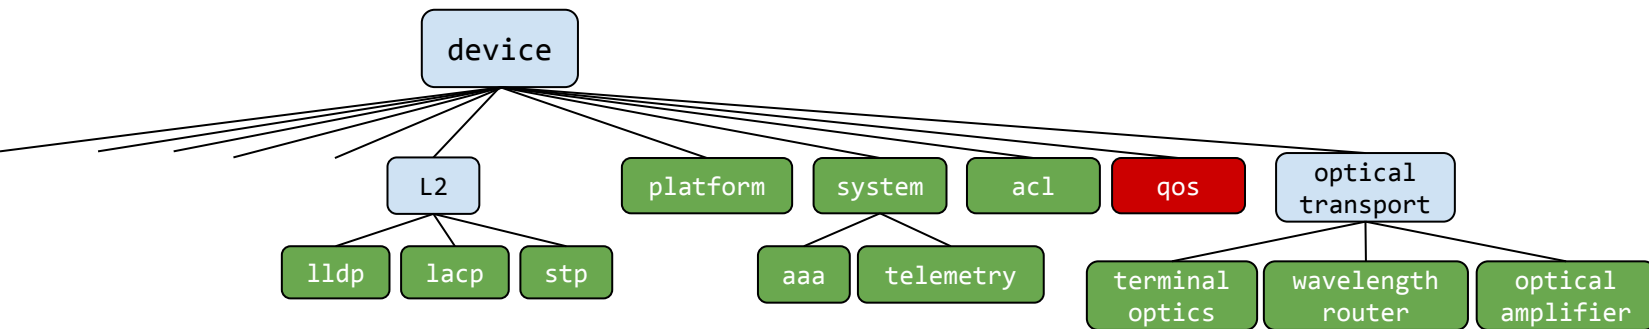 device
L2
platform
system
acl
qos
optical
transport
lldp
lacp
stp
aaa
telemetry
terminal
optics
wavelength
router
optical
amplifier